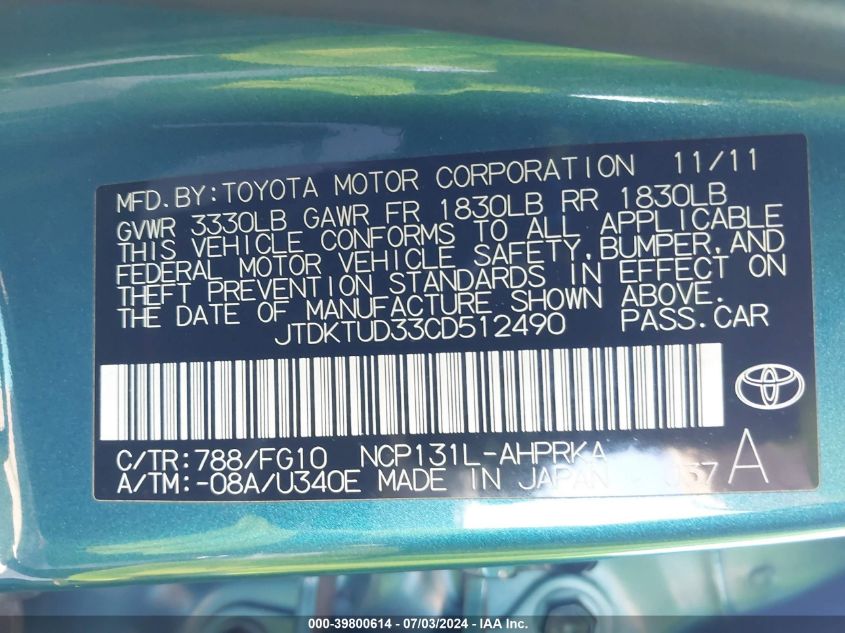 MFD.BY:TOYOTA MOTOR CORPORATION 11/11
GVWR 3330LB GAWR FR 1830LB RR 1830LB
THIS VEHICLE CONFORMS TO ALL APPLICABLE
FEDERAL MOTOR VEHICLE SAFETY,BUMPER,AND
THEFT PREVENTION STANDARDS IN EFFECT ON
THE DATE OF MANUFACTURE SHOWN ABOVE.
JTDKTUD33CD512490 PASS.CAR
C/TR:788/FG10 NCP131L-AHPRKA
A/TM:-08A/U340E MADE IN JAPAN A
000-39800614 / 07/03/2024 - IAA Inc.